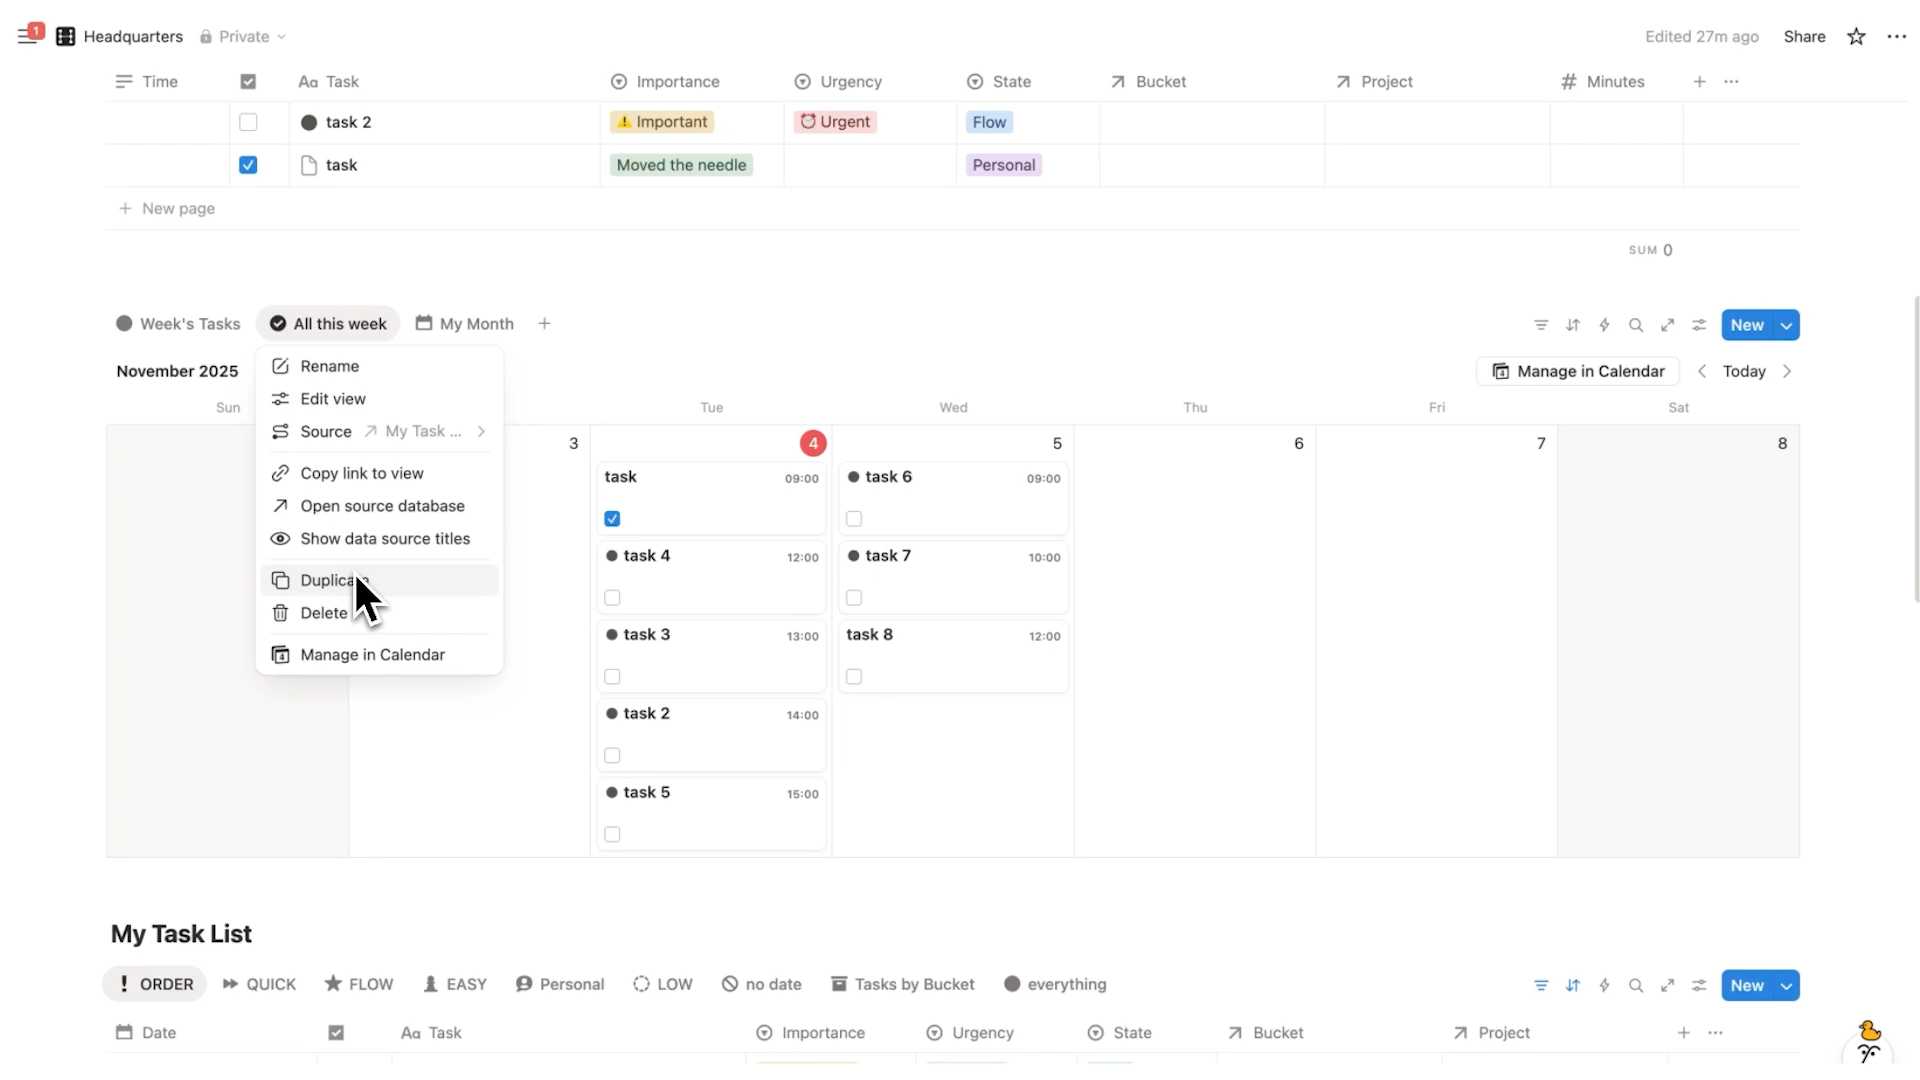 1 Headquarters Private Edited 27m ago Share
Time Aa Task Importance Urgency State Bucket Project # Minutes + ...
task 2 ⚠️ Important ⏰ Urgent Flow
task Moved the needle Personal
+ New page
SUM 0
Week's Tasks All this week My Month + New
November 2025 Manage in Calendar Today
Rename
Edit view
Source My Task ...
Copy link to view
Open source database
Show data source titles
Duplicate
Delete
Manage in Calendar
Sun Tue Wed Thu Fri Sat
3 4 5 6 7 8
task 09:00
task 4 12:00
task 3 13:00
task 2 14:00
task 5 15:00
task 6 09:00
task 7 10:00
task 8 12:00
My Task List
ORDER QUICK FLOW EASY Personal LOW no date Tasks by Bucket everything New
Date Aa Task Importance Urgency State Bucket Project + ...